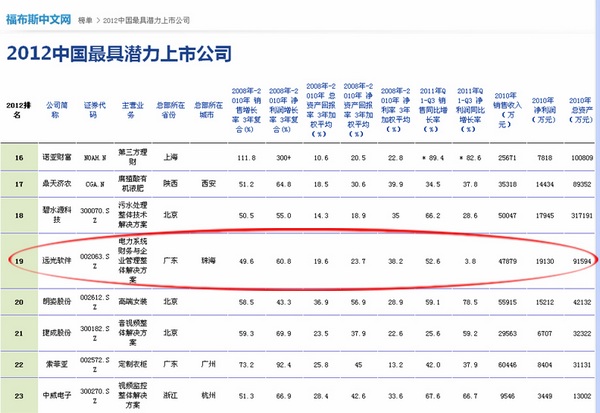 福布斯中文网 榜单 > 2012中国最具潜力上市公司
2012中国最具潜力上市公司
2012排名 公司简称 证券代码 主营业务 总部所在省份 总部所在城市 2008年-2010年 销售增长率 3年复合(%) 2008年-2010年 净利润增长率 3年复合(%) 2008年-2010年 总资产回报率 3年加权平均(%) 2008年-2010年 净资产回报率 3年加权平均(%) 2008年-2010年 净利率 3年加权平均(%) 2011年Q1-Q3 销售同比增长率(%) 2011年Q1-Q3 净利润同比增长率(%) 2010年销售收入(万元) 2010年净利润(万元) 2010年总资产(万元)
16 诺亚财富 NOAH.N 第三方理财 上海 111.8 300+ 10.6 20.5 22.8 * 89.4 * 82.6 25671 7818 100809
17 鼎天济农 CGA.N 腐殖酸有机液肥 陕西 西安 51.2 64.8 18.5 30.6 39.9 34.5 37.8 35318 14434 89352
18 碧水源科技 300070.SZ 污水处理整体技术解决方案 北京 50.5 55.0 14.3 18.9 35 66.2 28.6 50047 17945 317191
19 远光软件 002063.SZ 电力系统财务与企业管理整体解决方案 广东 珠海 49.6 60.8 19.6 23.7 38.2 52.6 3.8 47879 19130 91594
20 朗姿股份 002612.SZ 高端女装 北京 58.5 43.3 36.9 56.9 28.9 59.1 78.5 55915 15212 42132
21 捷成股份 300182.SZ 音视频整体解决方案 北京 59.3 69.9 23.5 37.9 22.6 25.6 59.2 29563 6707 32322
22 索菲亚 002572.SZ 定制衣柜 广东 广州 73.2 92.4 25.8 45 13.2 42.0 37.9 60446 8404 31131
23 中威电子 300270.SZ 视频监控整体解决方案 浙江 杭州 51.3 66.9 28.4 42.6 33.6 67.6 66.7 9546 3449 13002